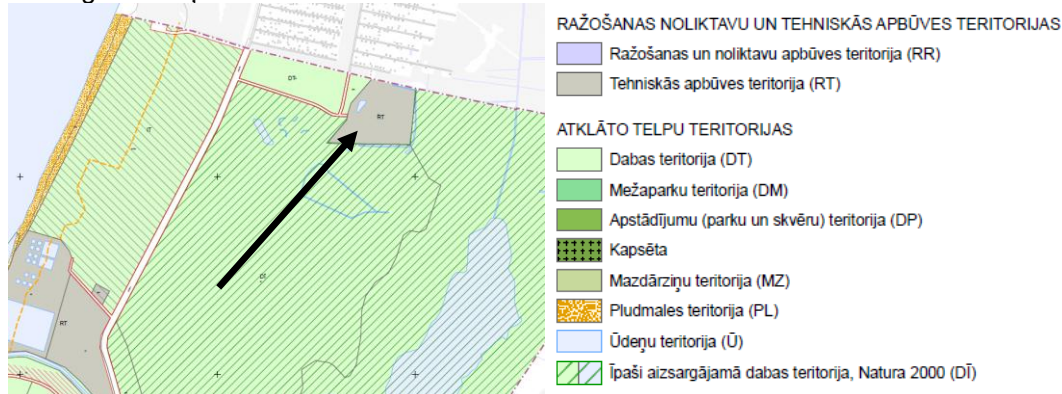 RAŽOŠANAS NOLIKTAVU UN TEHNISKĀS APBŪVES TERITORIJAS
Ražošanas un noliktavu apbūves teritorija (RR)
Tehniskās apbūves teritorija (RT)
ATKLĀTO TELPU TERITORIJAS
Dabas teritorija (DT)
Mežaparku teritorija (DM)
Apstādījumu (parku un skvēru) teritorija (DP)
Kapsēta
Mazdārziņu teritorija (MZ)
Pludmales teritorija (PL)
Ūdeņu teritorija (Ū)
Īpaši aizsargājamā dabas teritorija, Natura 2000 (DĪ)
RT
RT